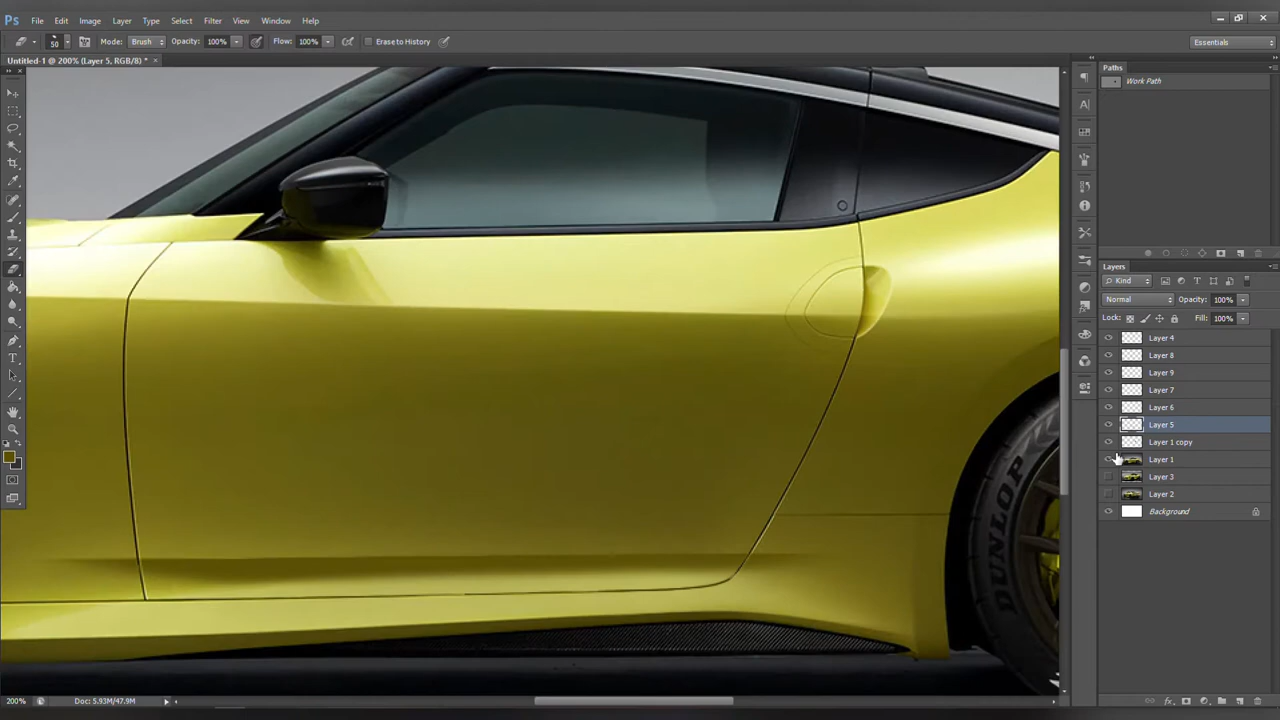 Ps File Edit Image Layer Type Select Filter View Window Help
50 Mode: Brush Opacity: 100% Flow: 100% Erase to History Essentials
Untitled-1 @ 200% (Layer 5, RGB/8) * ×
Paths
Work Path
Layers
Kind
Normal Opacity: 100%
Lock: Fill: 100%
Layer 4
Layer 8
Layer 9
Layer 7
Layer 6
Layer 5
Layer 1 copy
Layer 1
Layer 3
Layer 2
Background
DUNLOP
200% Doc: 5.93M/47.9M